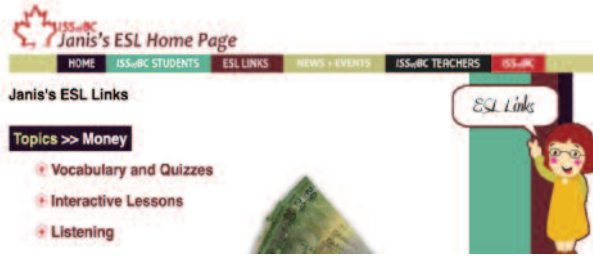 ISSofBC
Janis's ESL Home Page
HOME ISSofBC STUDENTS ESL LINKS NEWS + EVENTS ISSofBC TEACHERS ISSofBC
Janis's ESL Links
ESL Links
Topics >> Money
Vocabulary and Quizzes
Interactive Lessons
Listening